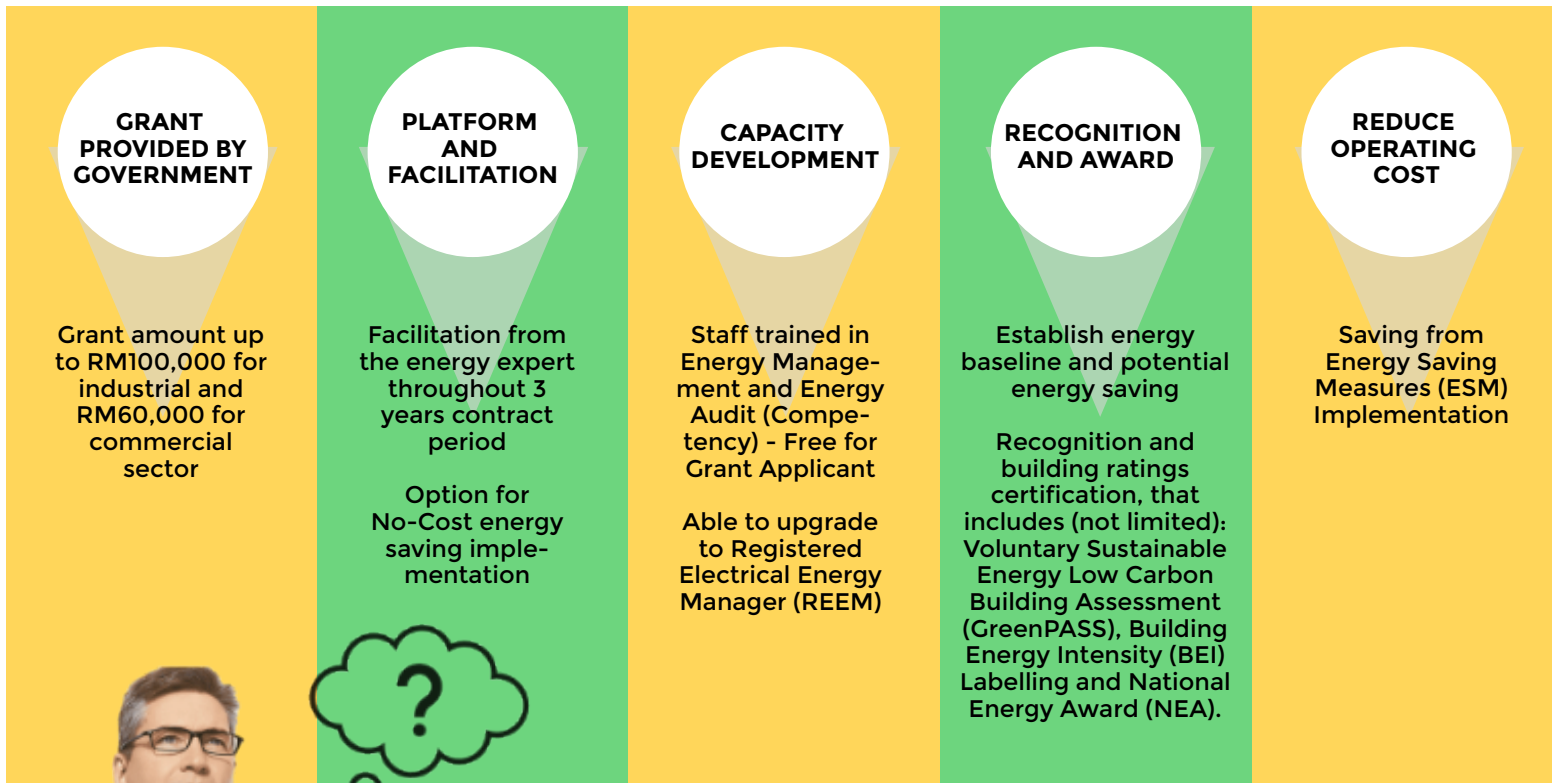 GRANT
PROVIDED BY
GOVERNMENT
Grant amount up
to RM100,000 for
industrial and
RM60,000 for
commercial
sector
PLATFORM
AND
FACILITATION
Facilitation from
the energy expert
throughout 3
years contract
period
Option for
No-Cost energy
saving imple-
mentation
?
CAPACITY
DEVELOPMENT
Staff trained in
Energy Manage-
ment and Energy
Audit (Compe-
tency) - Free for
Grant Applicant
Able to upgrade
to Registered
Electrical Energy
Manager (REEM)
RECOGNITION
AND AWARD
Establish energy
baseline and potential
energy saving
Recognition and
building ratings
certification, that
includes (not limited):
Voluntary Sustainable
Energy Low Carbon
Building Assessment
(GreenPASS), Building
Energy Intensity (BEI)
Labelling and National
Energy Award (NEA).
REDUCE
OPERATING
COST
Saving from
Energy Saving
Measures (ESM)
Implementation